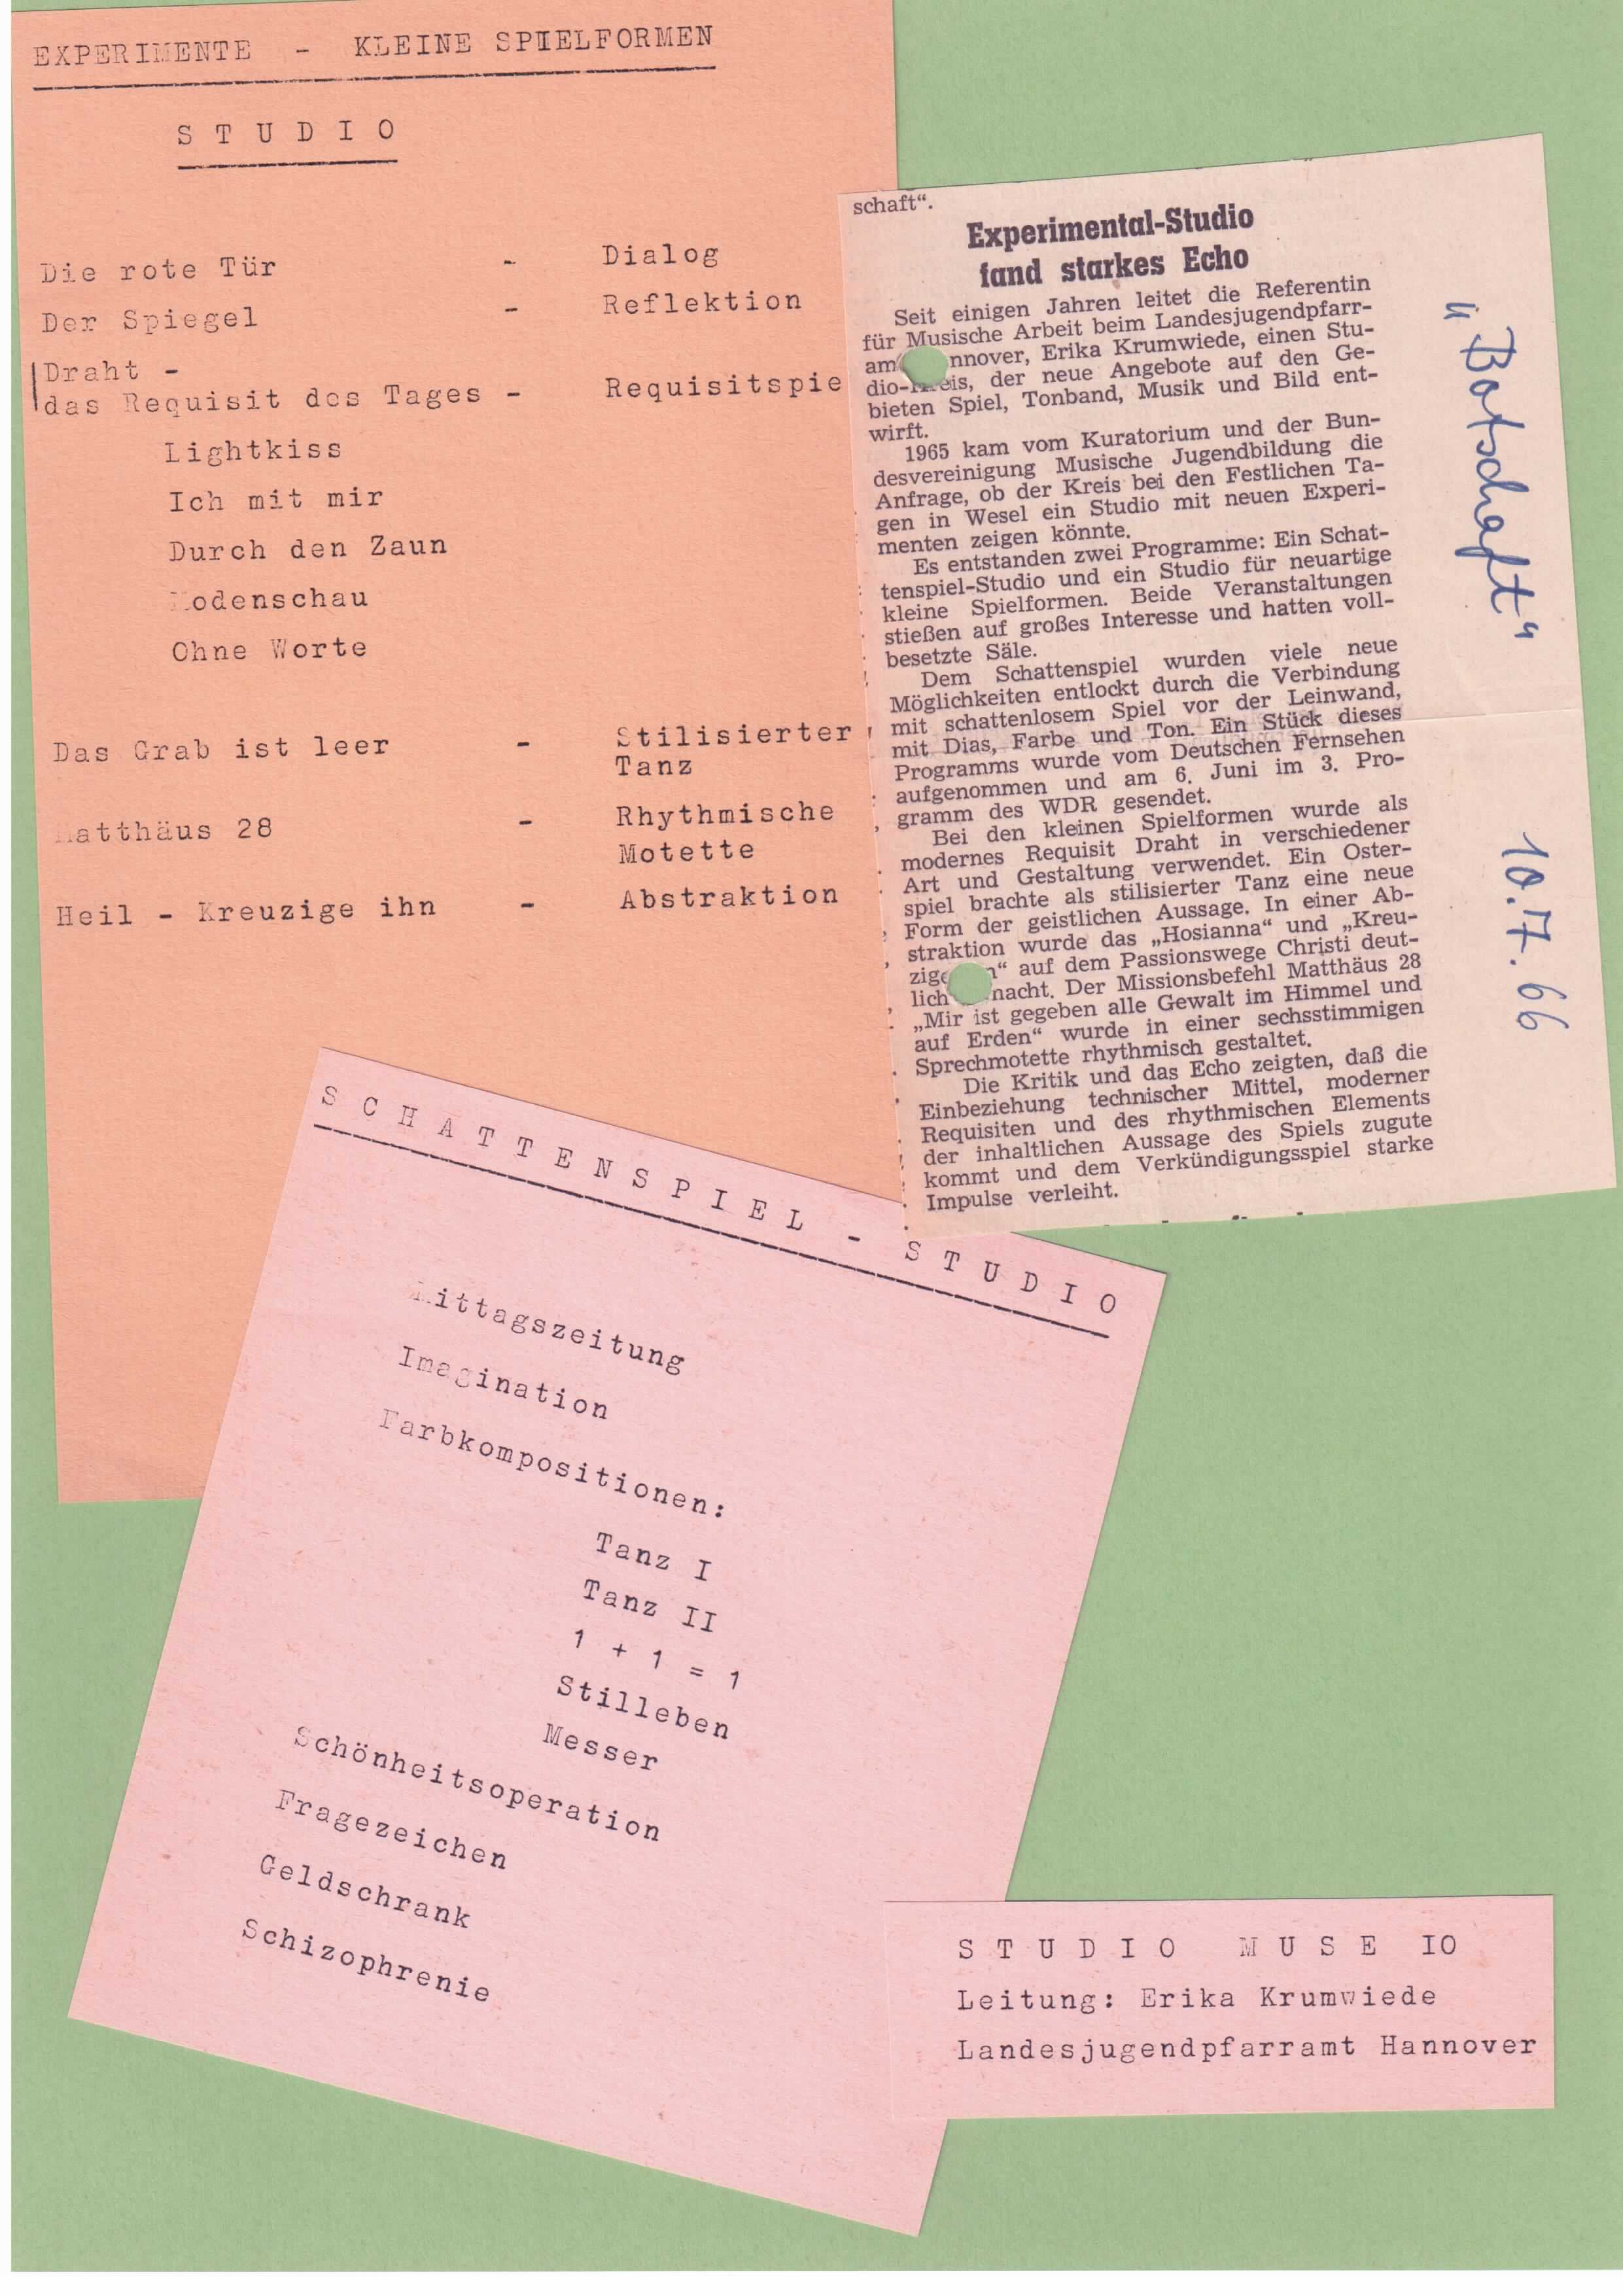 EXPERIMENTE - KLEINE SPIELFORMEN
STUDIO
Die rote Tür - Dialog
Der Spiegel - Reflektion
Draht -
das Requisit des Tages - Requisitspie
Lightkiss
Ich mit mir
Durch den Zaun
Modenschau
Ohne Worte
Das Grab ist leer - Stilisierter
Tanz
Matthäus 28 - Rhythmische
Motette
Heil - Kreuzige ihn - Abstraktion
schaft“.
Experimental-Studio
fand starkes Echo
Seit einigen Jahren leitet die Referentin
für Musische Arbeit beim Landesjugendpfarr-
am nnover, Erika Krumwiede, einen Stu-
dio-Kreis, der neue Angebote auf den Ge-
bieten Spiel, Tonband, Musik und Bild ent-
wirft.
1965 kam vom Kuratorium und der Bun-
desvereinigung Musische Jugendbildung die
Anfrage, ob der Kreis bei den Festlichen Ta-
gen in Wesel ein Studio mit neuen Experi-
menten zeigen könnte.
Es entstanden zwei Programme: Ein Schat-
tenspiel-Studio und ein Studio für neuartige
kleine Spielformen. Beide Veranstaltungen
stießen auf großes Interesse und hatten voll-
besetzte Säle.
Dem Schattenspiel wurden viele neue
Möglichkeiten entlockt durch die Verbindung
mit schattenlosem Spiel vor der Leinwand,
mit Dias, Farbe und Ton. Ein Stück dieses
Programms wurde vom Deutschen Fernsehen
aufgenommen und am 6. Juni im 3. Pro-
gramm des WDR gesendet.
Bei den kleinen Spielformen wurde als
modernes Requisit Draht in verschiedener
Art und Gestaltung verwendet. Ein Oster-
spiel brachte als stilisierter Tanz eine neue
Form der geistlichen Aussage. In einer Ab-
straktion wurde das „Hosianna“ und „Kreu-
zige n“ auf dem Passionswege Christi deut-
lich macht. Der Missionsbefehl Matthäus 28
„Mir ist gegeben alle Gewalt im Himmel und
auf Erden“ wurde in einer sechsstimmigen
Sprechmotette rhythmisch gestaltet.
Die Kritik und das Echo zeigten, daß die
Einbeziehung technischer Mittel, moderner
Requisiten und des rhythmischen Elements
der inhaltlichen Aussage des Spiels zugute
kommt und dem Verkündigungsspiel starke
Impulse verleiht.
"Botschaft"
10.7.66
SCHATTENSPIEL - STUDIO
Mittagszeitung
Imagination
Farbkompositionen:
Tanz I
Tanz II
1 + 1 = 1
Stilleben
Messer
Schönheitsoperation
Fragezeichen
Geldschrank
Schizophrenie
STUDIO MUSE IO
Leitung: Erika Krumwiede
Landesjugendpfarramt Hannover